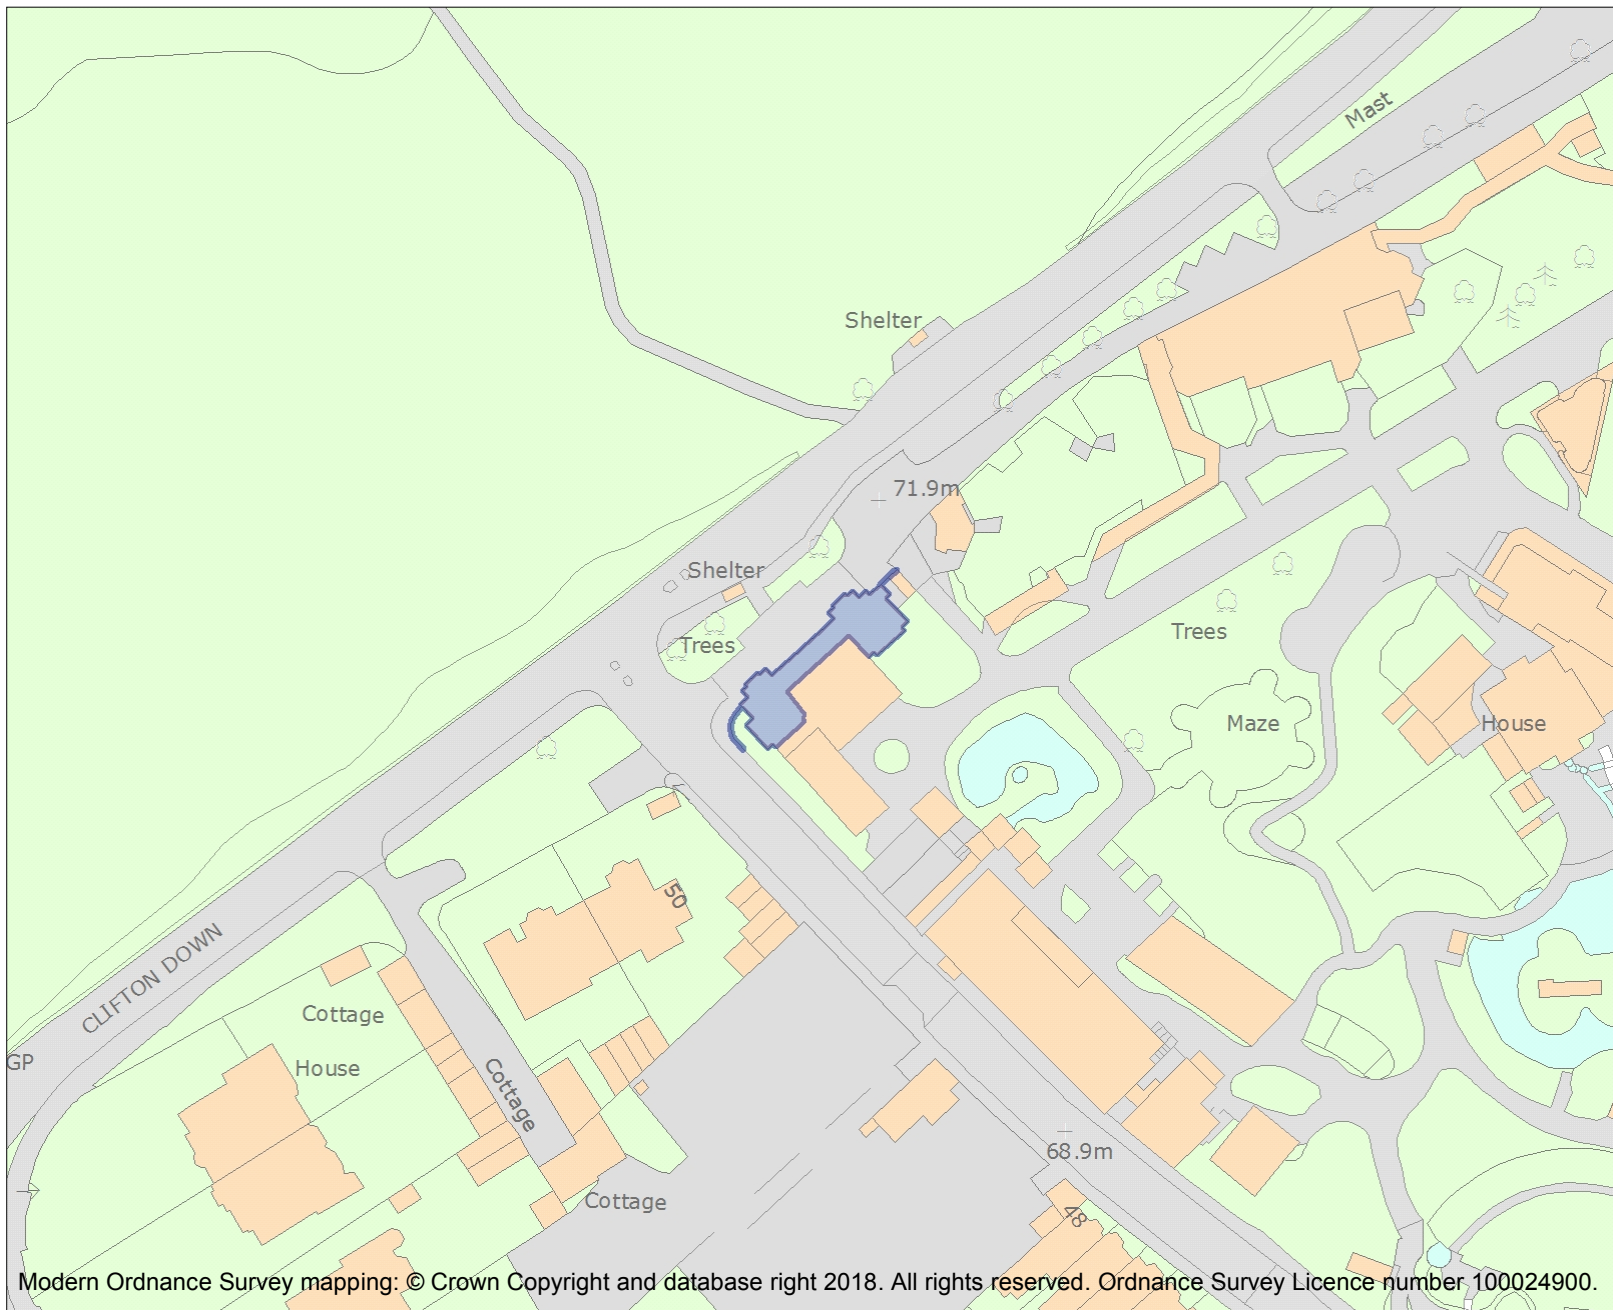 Mast
Shelter
71.9m
Shelter
Trees
Trees
Maze
House
50
CLIFTON DOWN
Cottage
GP
House
Cottage
68.9m
Cottage
48
Modern Ordnance Survey mapping: © Crown Copyright and database right 2018. All rights reserved. Ordnance Survey Licence number 100024900.